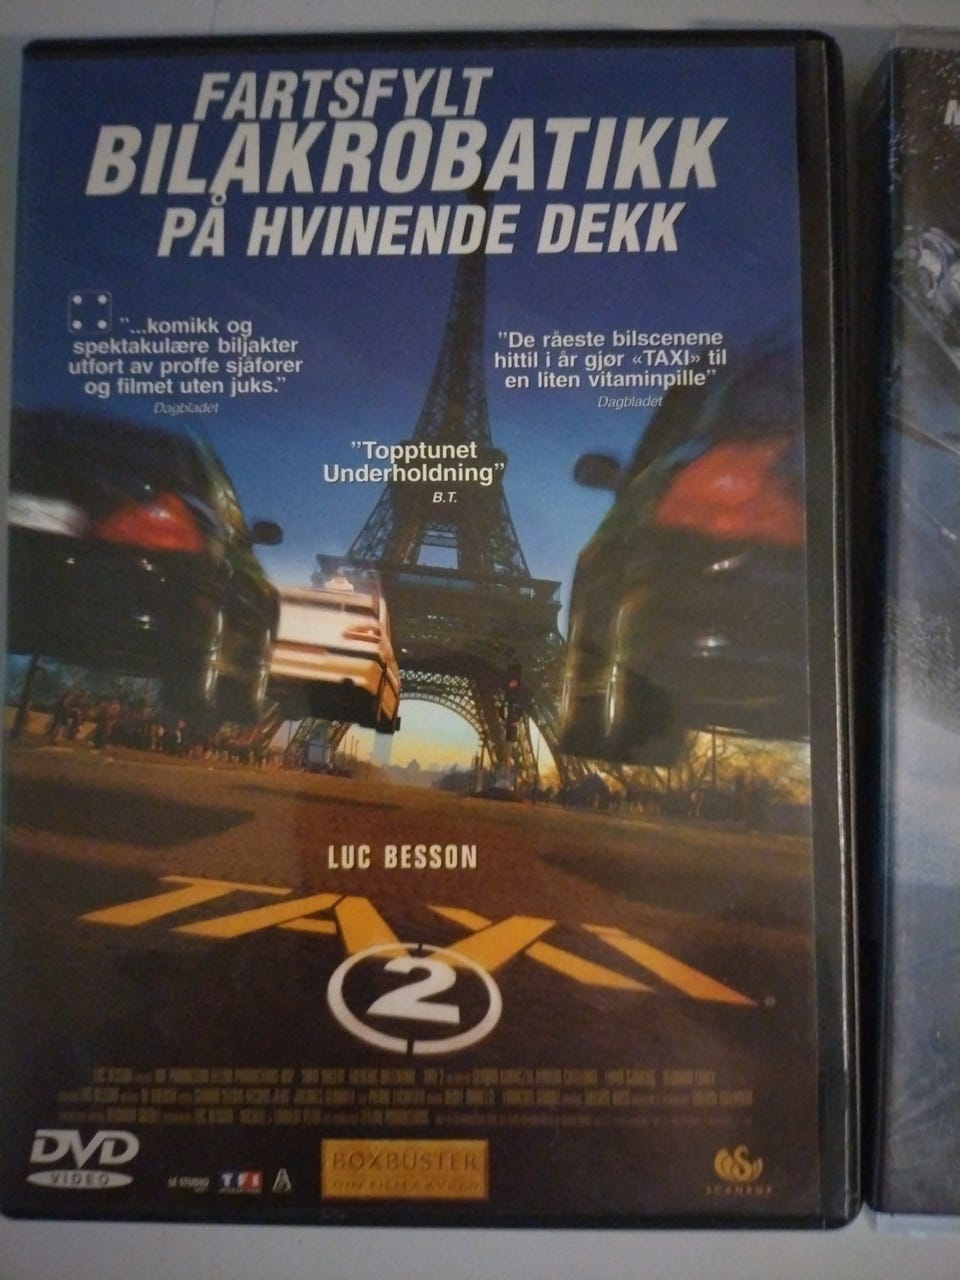 FARTSFYLT
BILAKROBATIKK
PÅ HVINENDE DEKK
"...komikk og
spektakulære biljakter
utført av proffe sjåfører
og filmet uten juks."
Dagbladet
"De råeste bilscenene
hittil i år gjør «TAXI» til
en liten vitaminpille"
Dagbladet
"Topptunet
Underholdning"
B.T.
LUC BESSON
TAXI
2
DVD
VIDEO
TF1
BOXBUSTER
SCANBOX